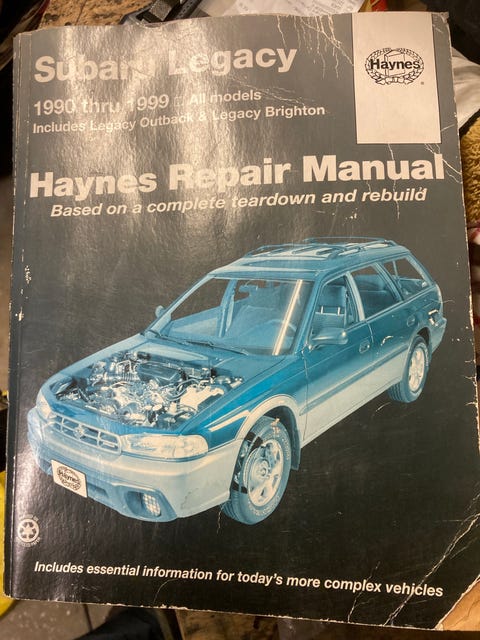 Subaru Legacy
Haynes
®
1990 thru 1999 □ All models
Includes Legacy Outback & Legacy Brighton
Haynes Repair Manual
Based on a complete teardown and rebuild
Haynes
Includes essential information for today's more complex vehicles